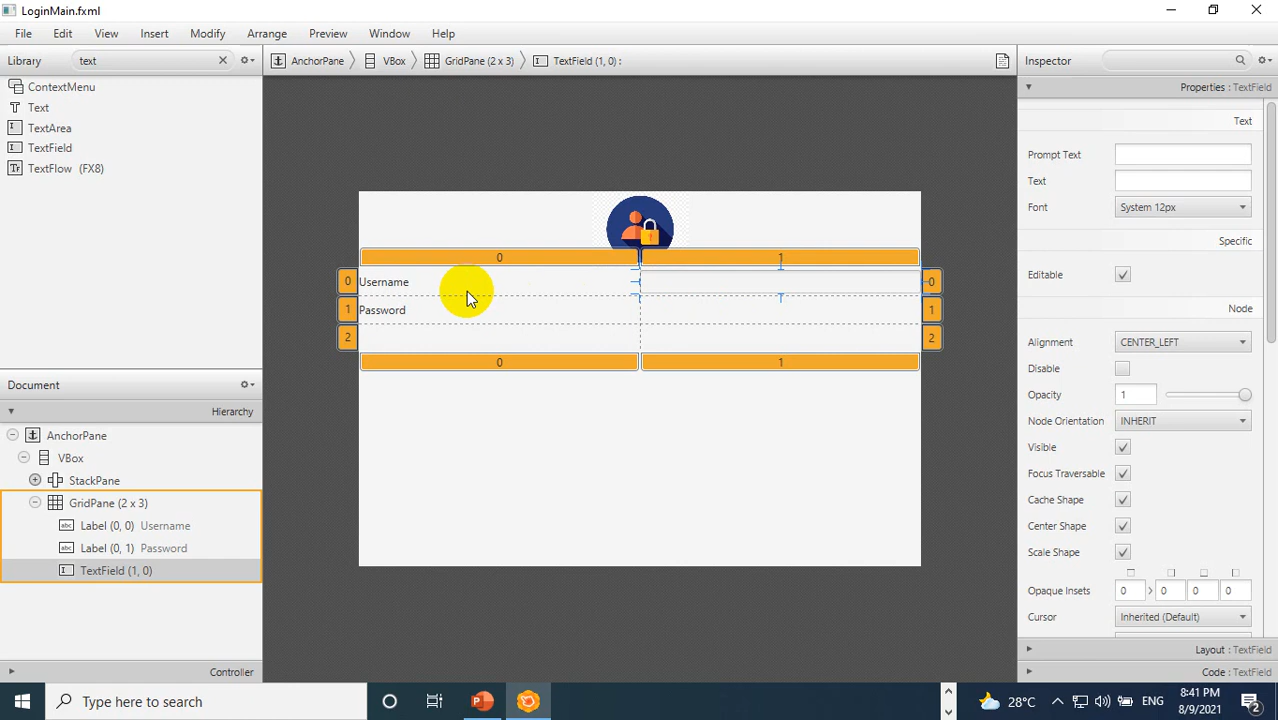 LoginMain.fxml
File Edit View Insert Modify Arrange Preview Window Help
Library text
AnchorPane VBox GridPane (2 x 3) TextField (1, 0) :
Inspector
ContextMenu
Text
TextArea
TextField
TextFlow (FX8)
Document
Hierarchy
AnchorPane
VBox
StackPane
GridPane (2 x 3)
Label (0, 0) Username
Label (0, 1) Password
TextField (1, 0)
Controller
0 1
0 Username 0
1 Password 1
2 2
0 1
Properties : TextField
Text
Prompt Text
Text
Font System 12px
Specific
Editable
Node
Alignment CENTER_LEFT
Disable
Opacity 1
Node Orientation INHERIT
Visible
Focus Traversable
Cache Shape
Center Shape
Scale Shape
Opaque Insets 0 0 0 0
Cursor Inherited (Default)
Layout : TextField
Code : TextField
Type here to search
28°C ENG 8:41 PM
8/9/2021 2